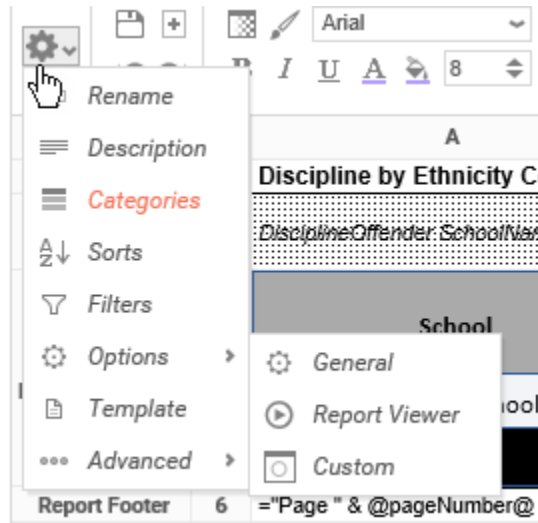 Arial
B I U A 8
Rename
Description
Categories
Sorts
Filters
Options
Template
Advanced
General
Report Viewer
Custom
A
Discipline by Ethnicity C
DisciplineOffender.SchoolNam
School
hool
Report Footer 6 ="Page " & @pageNumber@